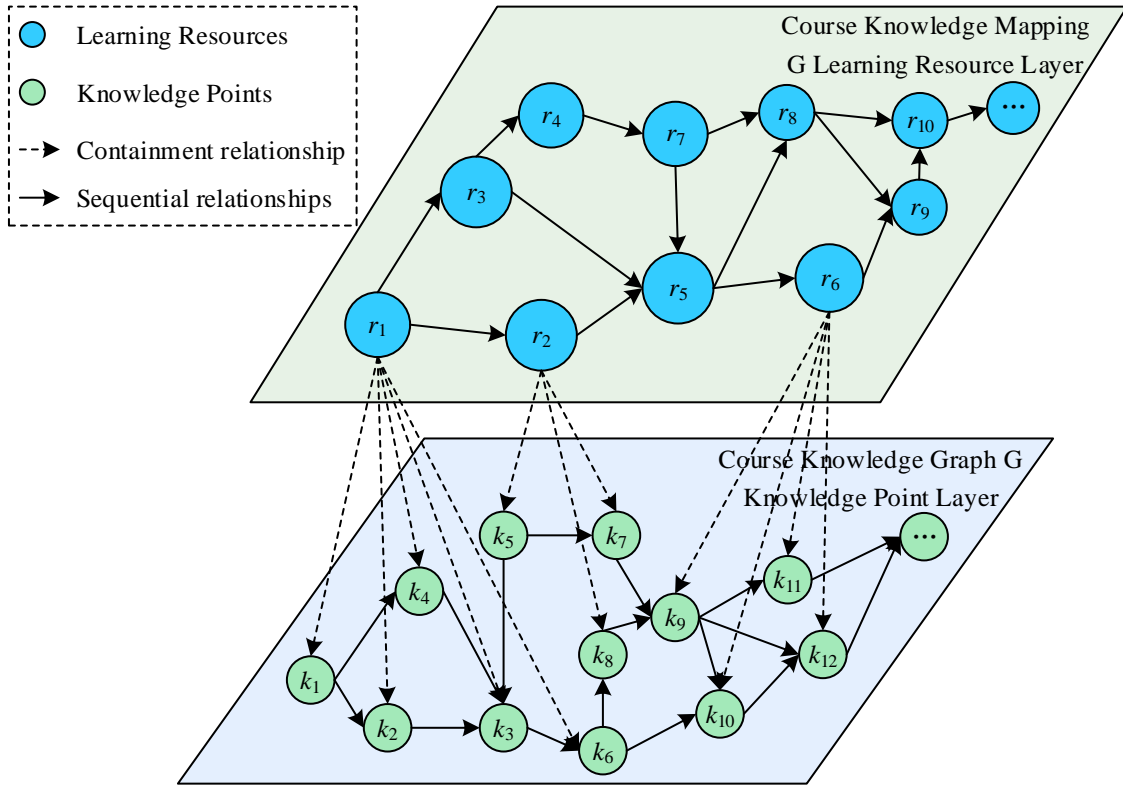 Learning Resources
Knowledge Points
Containment relationship
Sequential relationships
Course Knowledge Mapping
G Learning Resource Layer
r4
r7
r8
r10
...
r3
r9
r5
r6
r1
r2
Course Knowledge Graph G
Knowledge Point Layer
k5
k7
...
k4
k11
k9
k8
k12
k1
k2
k3
k10
k6